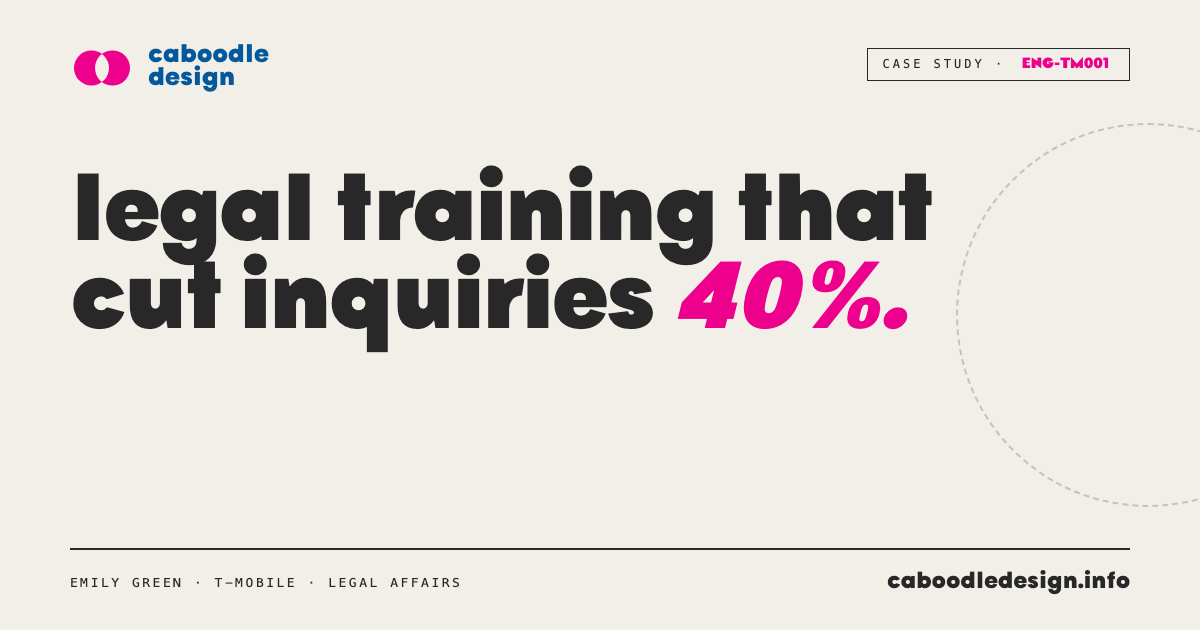 caboodle
design
CASE STUDY · ENG-TM001
legal training that
cut inquiries 40%.
EMILY GREEN · T–MOBILE · LEGAL AFFAIRS
caboodledesign.info